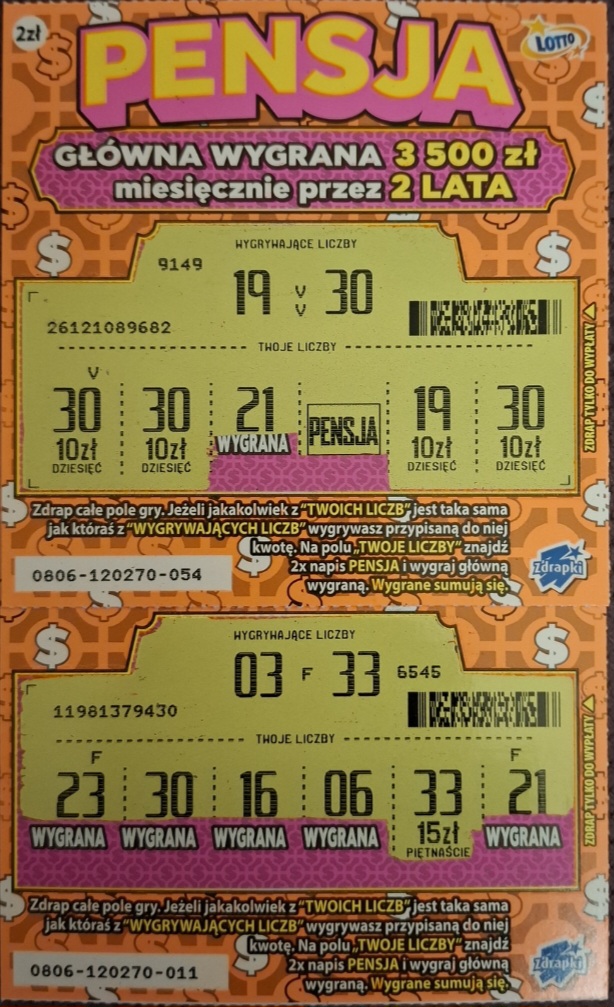 2zł
PENSJA
LOTTO
GŁÓWNA WYGRANA 3 500 zł
miesięcznie przez 2 LATA
WYGRYWAJĄCE LICZBY
9149
19 V V 30
26121089682
TWOJE LICZBY
V
30 30 21 PENSJA 19 30
10zł 10zł WYGRANA 10zł 10zł
DZIESIĘĆ DZIESIĘĆ DZIESIĘĆ DZIESIĘĆ
ZDRAP TYLKO DO WYPŁATY
Zdrap całe pole gry. Jeżeli jakakolwiek z "TWOICH LICZB" jest taka sama
jak któraś z "WYGRYWAJĄCYCH LICZB" wygrywasz przypisaną do niej
kwotę. Na polu „TWOJE LICZBY" znajdź
2x napis PENSJA i wygraj główną
wygraną. Wygrane sumują się.
0806-120270-054
Zdrapki
WYGRYWAJĄCE LICZBY
03 F 33 6545
11981379430
TWOJE LICZBY
F F
23 30 16 06 33 21
WYGRANA WYGRANA WYGRANA WYGRANA 15zł WYGRANA
PIĘTNAŚCIE
ZDRAP TYLKO DO WYPŁATY
Zdrap całe pole gry. Jeżeli jakakolwiek z "TWOICH LICZB" jest taka sama
jak któraś z "WYGRYWAJĄCYCH LICZB" wygrywasz przypisaną do niej
kwotę. Na polu „TWOJE LICZBY" znajdź
2x napis PENSJA i wygraj główną
wygraną. Wygrane sumują się.
0806-120270-011
Zdrapki